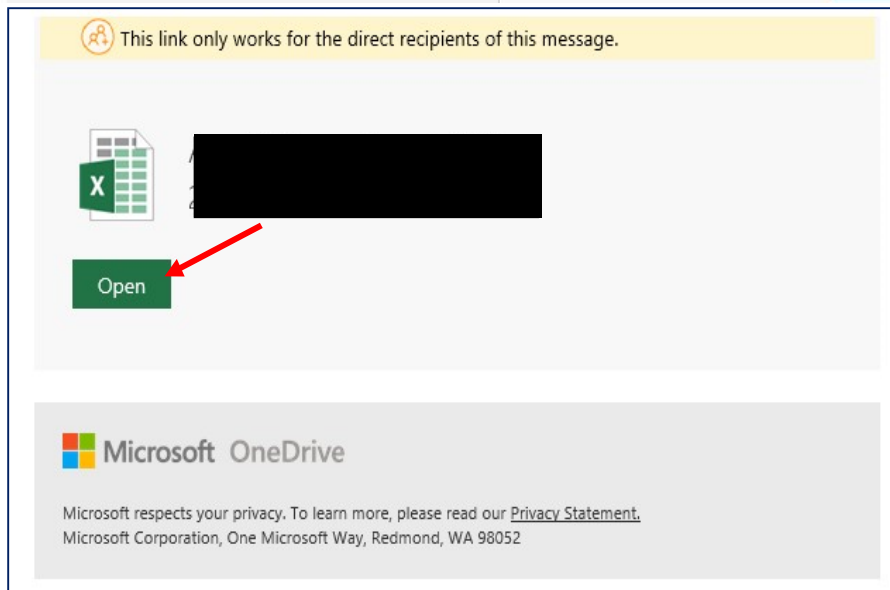 This link only works for the direct recipients of this message.
X
Open
Microsoft OneDrive
Microsoft respects your privacy. To learn more, please read our Privacy Statement.
Microsoft Corporation, One Microsoft Way, Redmond, WA 98052